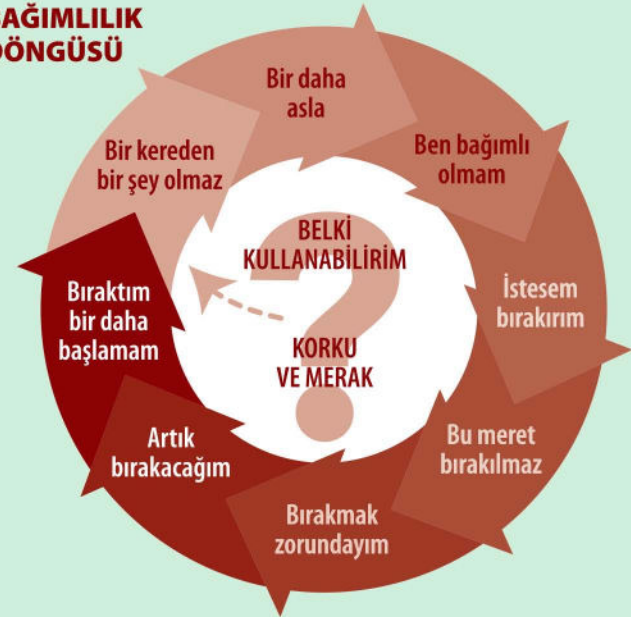 BAĞIMLILIK
DÖNGÜSÜ
Bir daha
asla
Ben bağımlı
olmam
İstesem
bırakırım
Bu meret
bırakılmaz
Bırakmak
zorundayım
Artık
bırakacağım
Bıraktım
bir daha
başlamam
Bir kereden
bir şey olmaz
BELKİ
KULLANABİLİRİM
?
KORKU
VE MERAK